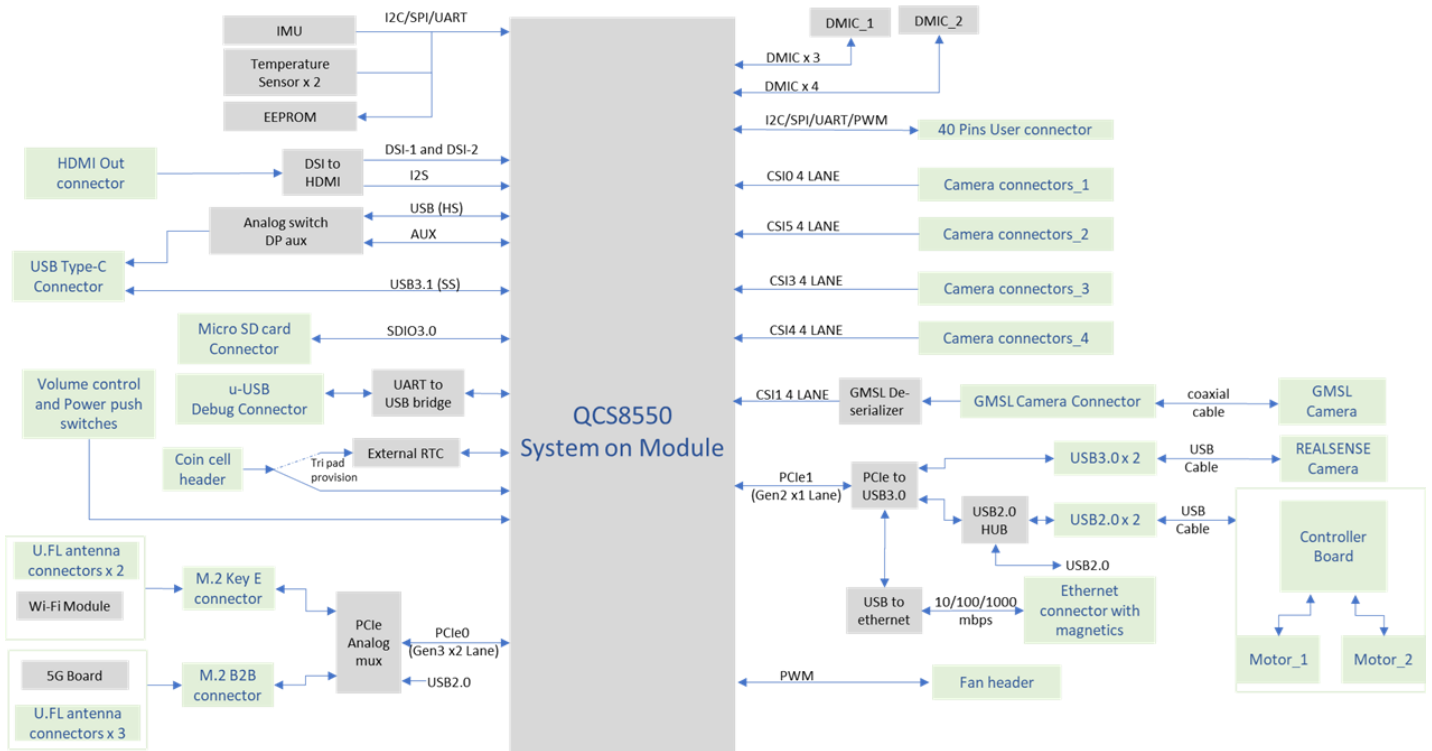 IMU
I2C/SPI/UART
Temperature
Sensor x 2
EEPROM
HDMI Out
connector
DSI to
HDMI
DSI-1 and DSI-2
I2S
Analog switch
DP aux
USB (HS)
AUX
USB Type-C
Connector
USB3.1 (SS)
Micro SD card
Connector
SDIO3.0
Volume control
and Power push
switches
u-USB
Debug Connector
UART to
USB bridge
Coin cell
header
Tri pad
provision
External RTC
U.FL antenna
connectors x 2
Wi-Fi Module
M.2 Key E
connector
PCIe
Analog
mux
PCIe0
(Gen3 x2 Lane)
USB2.0
5G Board
U.FL antenna
connectors x 3
M.2 B2B
connector
QCS8550
System on Module
DMIC_1
DMIC_2
DMIC x 3
DMIC x 4
I2C/SPI/UART/PWM
40 Pins User connector
CSI0 4 LANE
Camera connectors_1
CSI5 4 LANE
Camera connectors_2
CSI3 4 LANE
Camera connectors_3
CSI4 4 LANE
Camera connectors_4
CSI1 4 LANE
GMSL De-
serializer
GMSL Camera Connector
coaxial
cable
GMSL
Camera
PCIe1
(Gen2 x1 Lane)
PCIe to
USB3.0
USB3.0 x 2
USB
Cable
REALSENSE
Camera
USB2.0
HUB
USB2.0 x 2
USB
Cable
USB2.0
Controller
Board
Motor_1
Motor_2
USB to
ethernet
10/100/1000
mbps
Ethernet
connector with
magnetics
PWM
Fan header